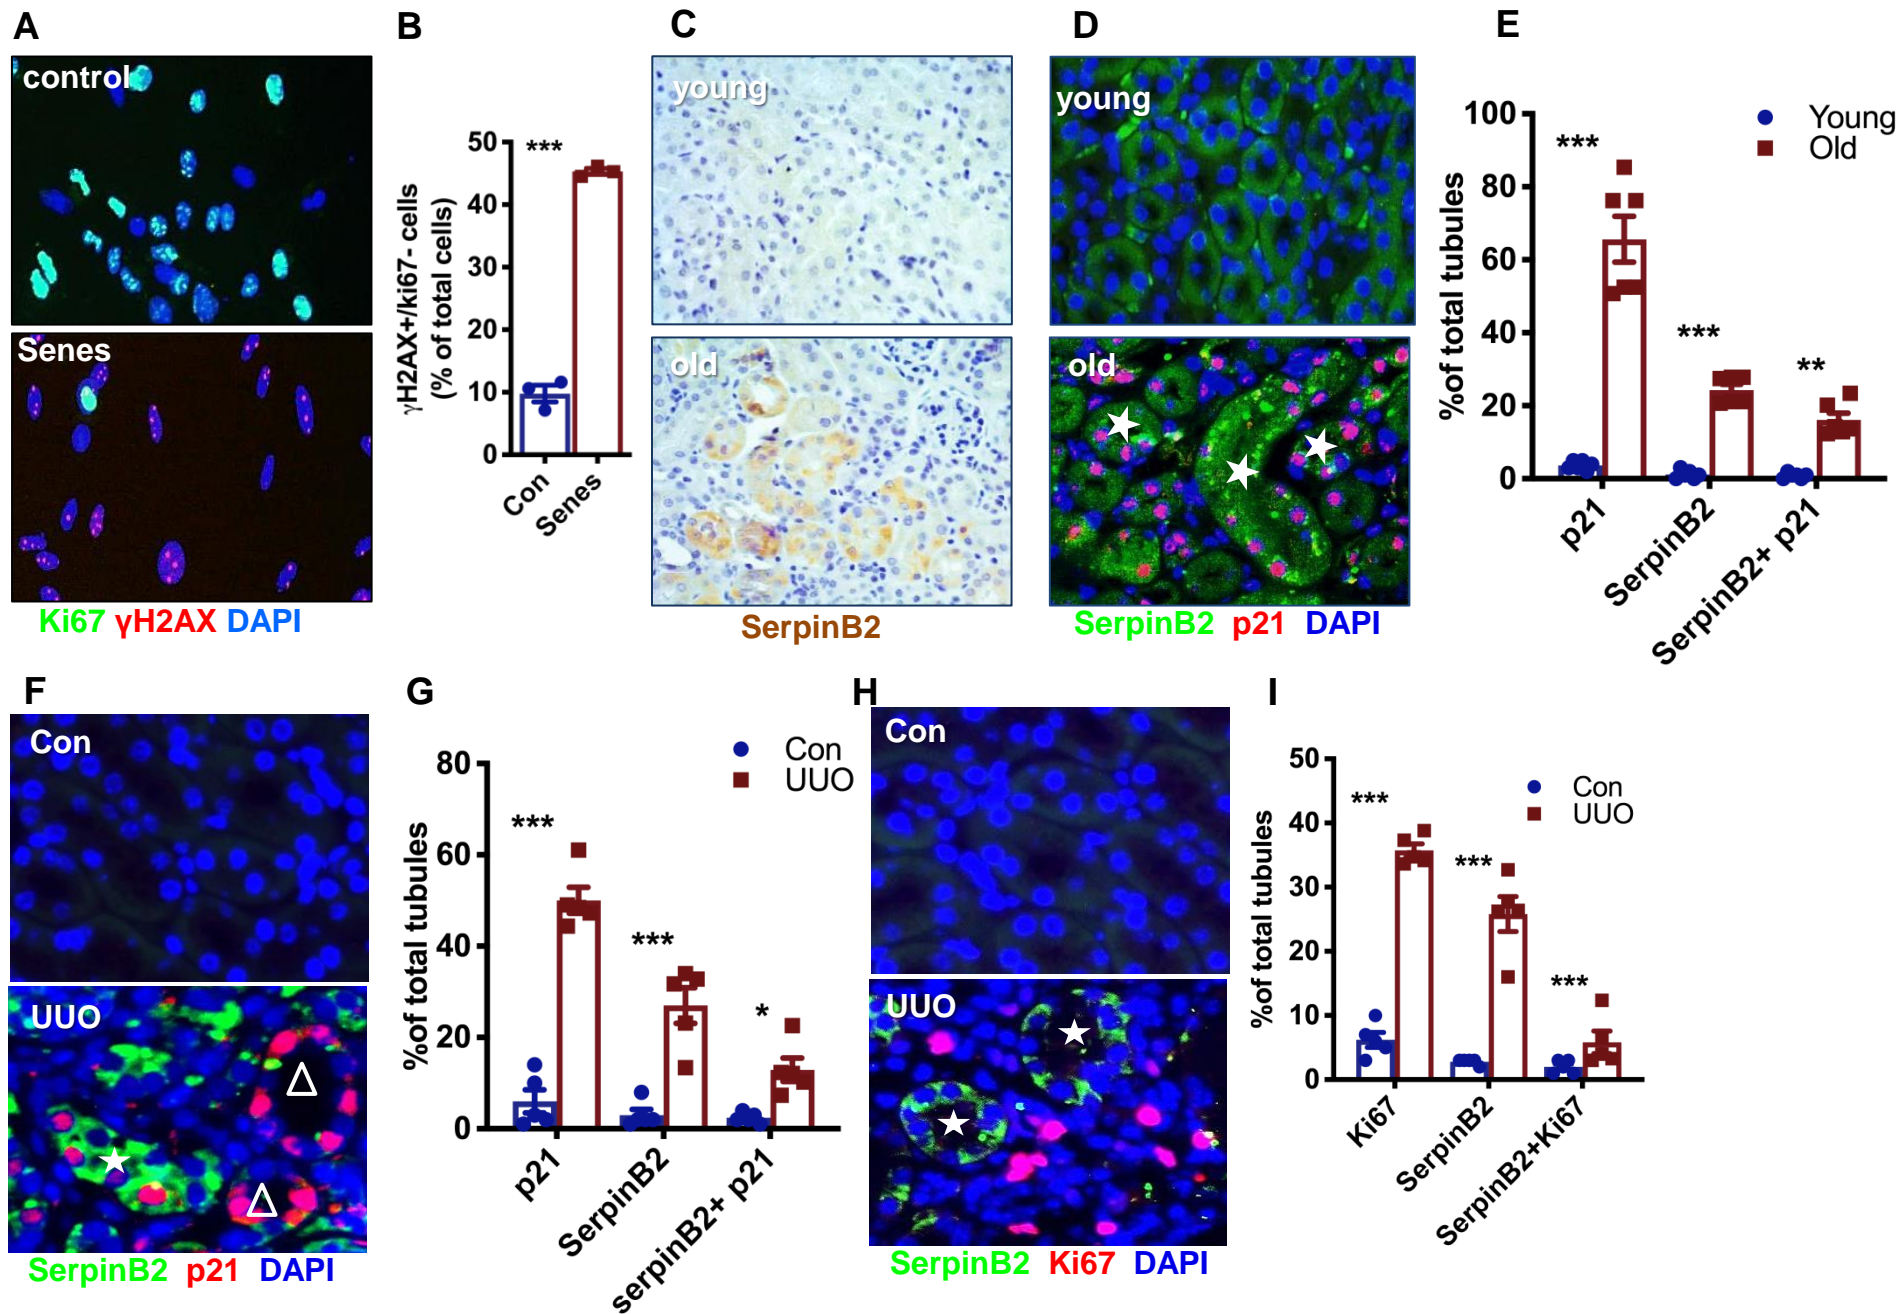 A
control
Senes
Ki67 γH2AX DAPI
B
γH2AX+/ki67- cells
(% of total cells)
50
40
30
20
10
0
***
Con
Senes
C
young
old
SerpinB2
D
young
old
SerpinB2 p21 DAPI
E
%of total tubules
100
80
60
40
20
0
Young
Old
***
***
**
p21
SerpinB2
SerpinB2+ p21
F
Con
UUO
SerpinB2 p21 DAPI
G
%of total tubules
80
60
40
20
0
Con
UUO
***
***
*
p21
SerpinB2
serpinB2+ p21
H
Con
UUO
SerpinB2 Ki67 DAPI
I
%of total tubules
50
40
30
20
10
0
Con
UUO
***
***
***
Ki67
SerpinB2
SerpinB2+Ki67